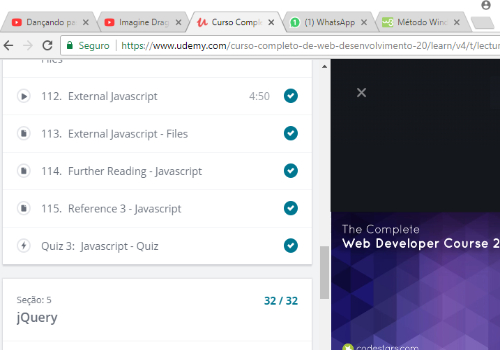 Dançando pa
Imagine Drag
Curso Comple
(1) WhatsApp
Método Wind
Seguro
https://www.udemy.com/curso-completo-de-web-desenvolvimento-20/learn/v4/t/lectur
Files
112. External Javascript 4:50
113. External Javascript - Files
114. Further Reading - Javascript
115. Reference 3 - Javascript
Quiz 3: Javascript - Quiz
Seção: 5 32 / 32
jQuery
The Complete
Web Developer Course 2
codestars.com